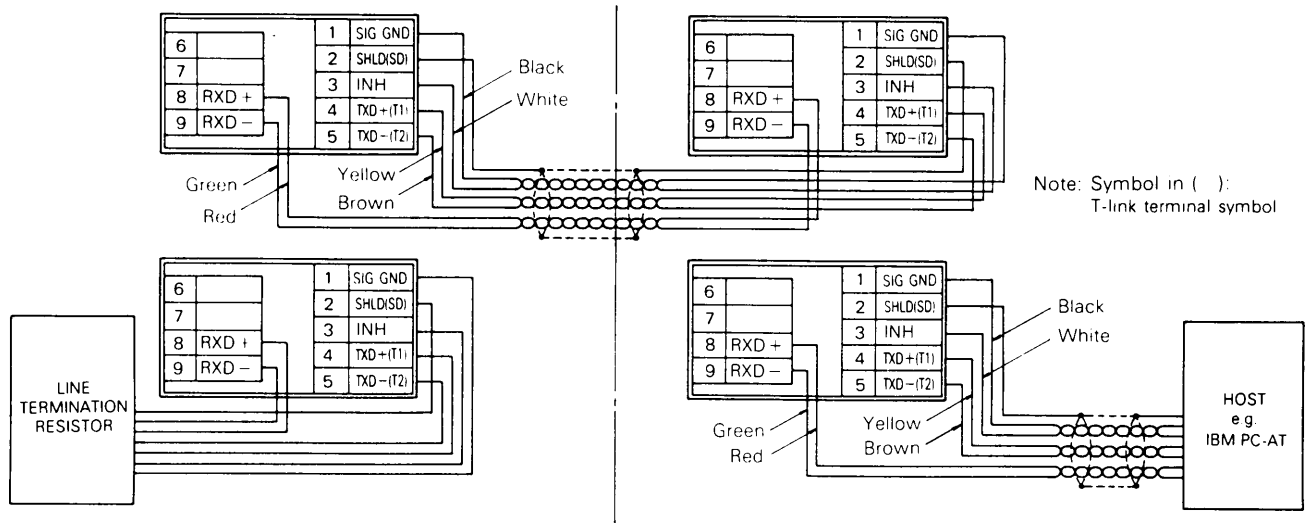 1 SIG GND
6 2 SHLD(SD)
7 3 INH
8 RXD + 4 TXD+(T1)
9 RXD − 5 TXD−(T2)
Black
White
Yellow
Brown
Green
Red
1 SIG GND
6 2 SHLD(SD)
7 3 INH
8 RXD + 4 TXD+(T1)
9 RXD − 5 TXD−(T2)
Note: Symbol in ( ):
T-link terminal symbol
1 SIG GND
6 2 SHLD(SD)
7 3 INH
8 RXD + 4 TXD+(T1)
9 RXD − 5 TXD−(T2)
LINE
TERMINATION
RESISTOR
1 SIG GND
6 2 SHLD(SD)
7 3 INH
8 RXD + 4 TXD+(T1)
9 RXD − 5 TXD−(T2)
Black
White
Yellow
Brown
Green
Red
HOST
e.g.
IBM PC-AT